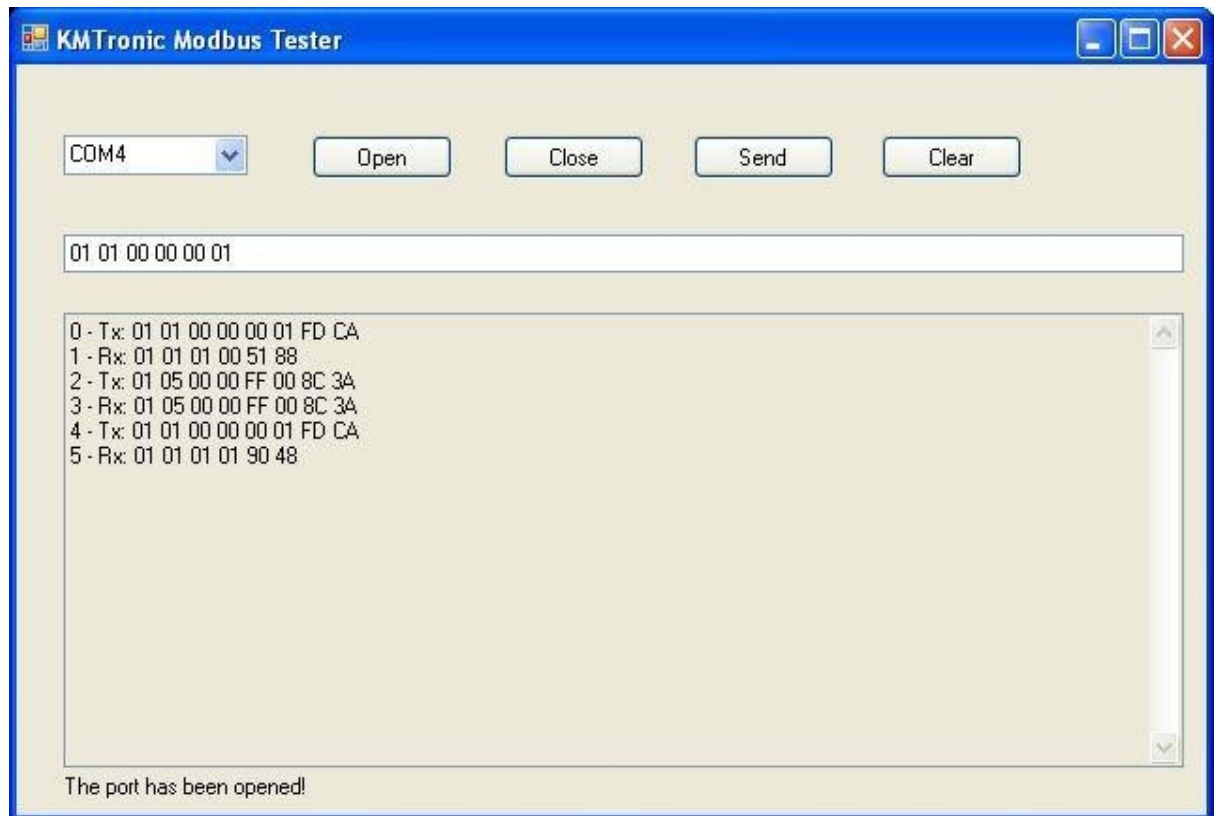 KMTronic Modbus Tester
COM4 Open Close Send Clear
01 01 00 00 00 01
0 - Tx: 01 01 00 00 00 01 FD CA
1 - Rx: 01 01 01 00 51 88
2 - Tx: 01 05 00 00 FF 00 8C 3A
3 - Rx: 01 05 00 00 FF 00 8C 3A
4 - Tx: 01 01 00 00 00 01 FD CA
5 - Rx: 01 01 01 01 90 48
The port has been opened!